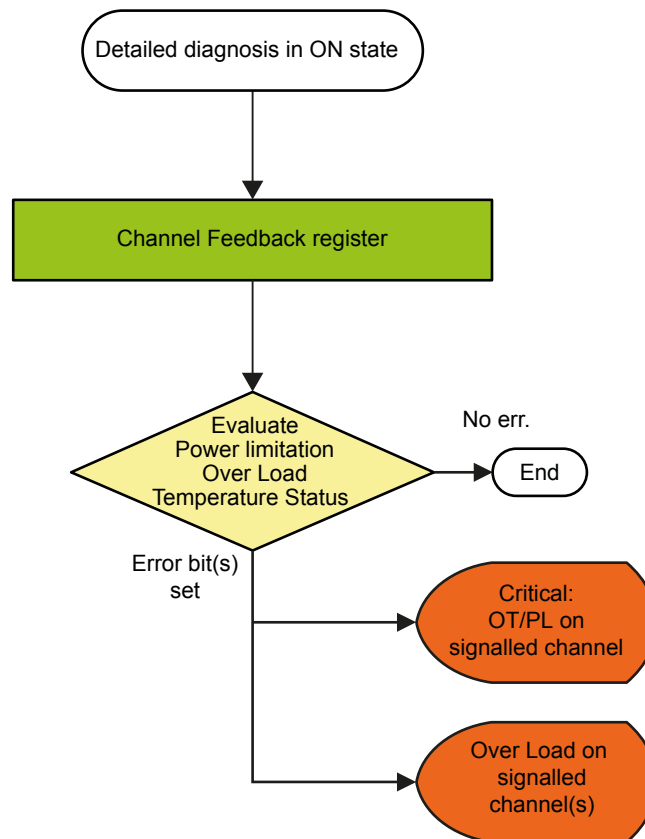 Detailed diagnosis in ON state
Channel Feedback register
Evaluate
Power limitation
Over Load
Temperature Status
No err.
End
Error bit(s)
set
Critical:
OT/PL on
signalled channel
Over Load on
signalled
channel(s)